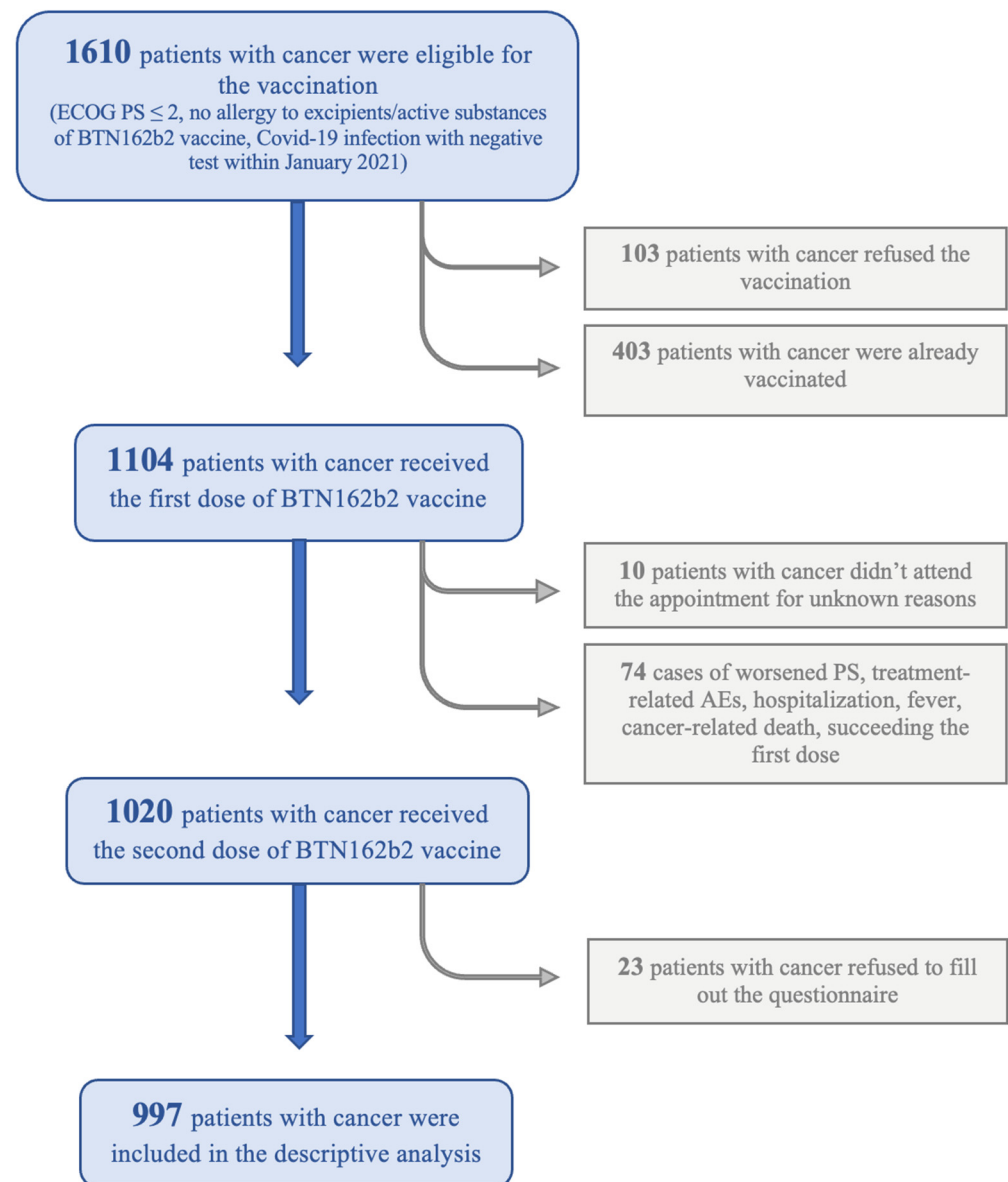 1610 patients with cancer were eligible for
the vaccination
(ECOG PS ≤ 2, no allergy to excipients/active substances
of BTN162b2 vaccine, Covid-19 infection with negative
test within January 2021)
103 patients with cancer refused the
vaccination
403 patients with cancer were already
vaccinated
1104 patients with cancer received
the first dose of BTN162b2 vaccine
10 patients with cancer didn’t attend
the appointment for unknown reasons
74 cases of worsened PS, treatment-
related AEs, hospitalization, fever,
cancer-related death, succeeding the
first dose
1020 patients with cancer received
the second dose of BTN162b2 vaccine
23 patients with cancer refused to fill
out the questionnaire
997 patients with cancer were
included in the descriptive analysis